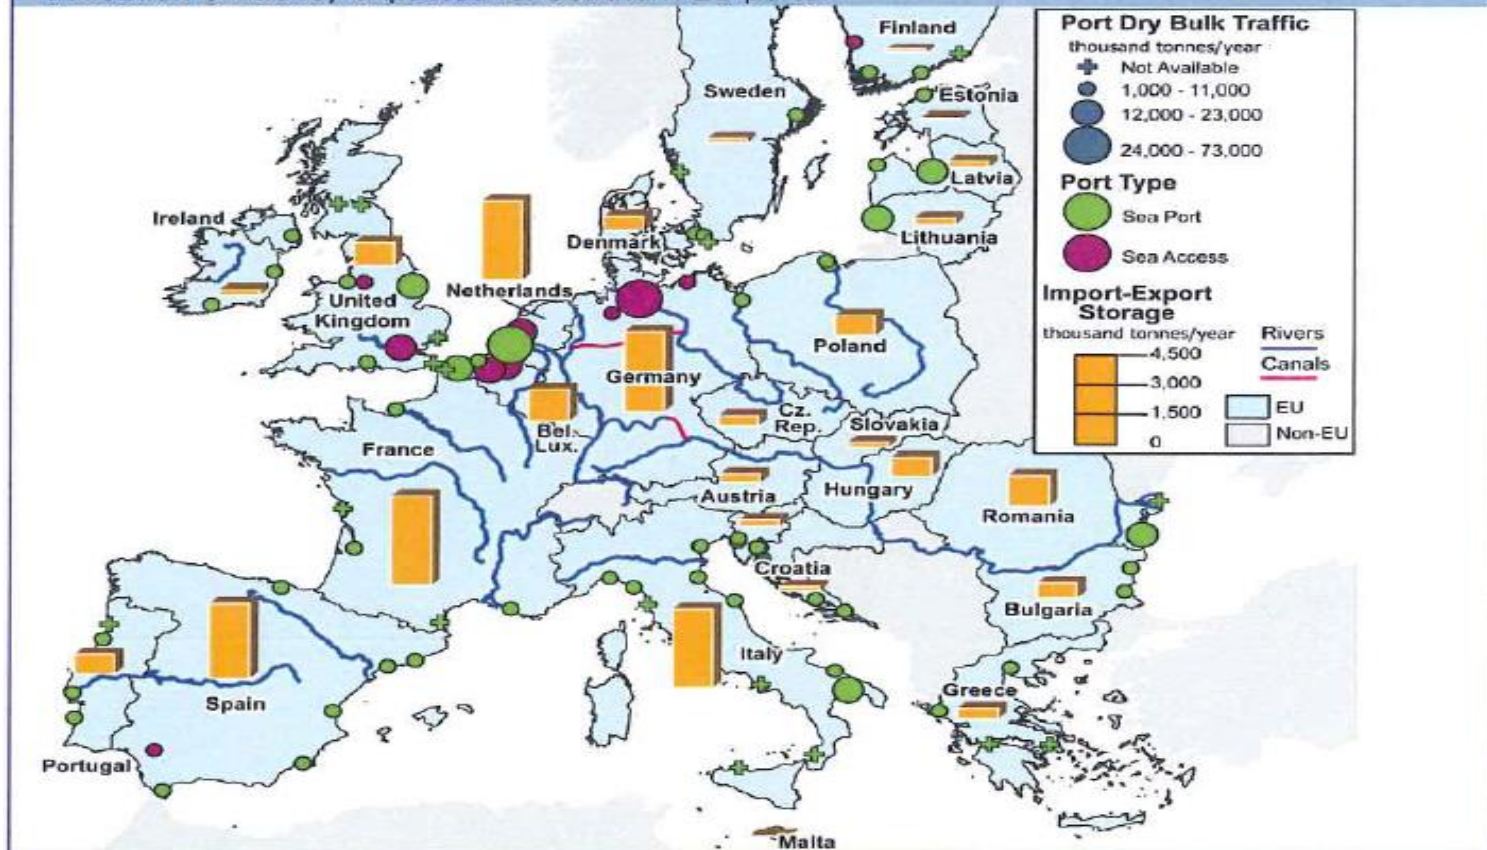 Port Dry Bulk Traffic
thousand tonnes/year
Not Available
1,000 - 11,000
12,000 - 23,000
24,000 - 73,000
Port Type
Sea Port
Sea Access
Import-Export
Storage
thousand tonnes/year
4,500
3,000
1,500
0
Rivers
Canals
EU
Non-EU
Finland
Sweden
Estonia
Latvia
Lithuania
Ireland
Denmark
Netherlands
United
Kingdom
Poland
Germany
Bel.
Lux.
Cz.
Rep.
Slovakia
France
Austria
Hungary
Romania
Croatia
Bulgaria
Italy
Spain
Greece
Portugal
Malta